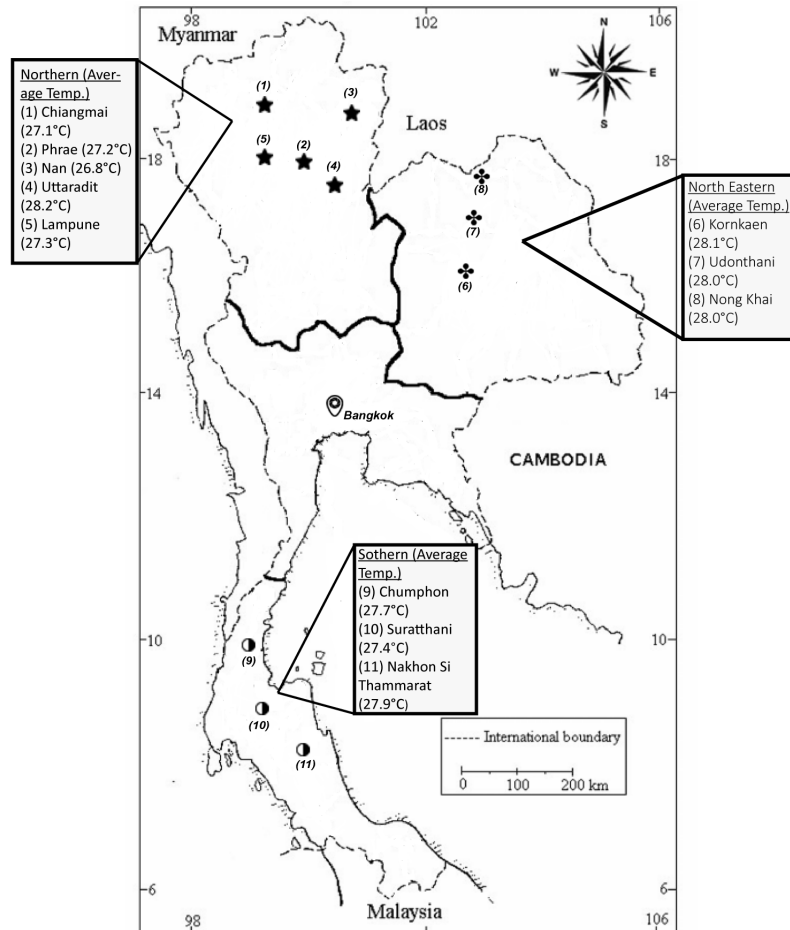 98
102
106
Myanmar
N
W
E
S
Northern (Aver-
age Temp.)
(1) Chiangmai
(27.1°C)
(2) Phrae (27.2°C)
(3) Nan (26.8°C)
(4) Uttaradit
(28.2°C)
(5) Lampune
(27.3°C)
(1)
(3)
Laos
(5)
(2)
(4)
18
18
(8)
(7)
(6)
North Eastern
(Average Temp.)
(6) Kornkaen
(28.1°C)
(7) Udonthani
(28.0°C)
(8) Nong Khai
(28.0°C)
14
14
Bangkok
CAMBODIA
Sothern (Average
Temp.)
(9) Chumphon
(27.7°C)
(10) Suratthani
(27.4°C)
(11) Nakhon Si
Thammarat
(27.9°C)
10
10
(9)
(10)
(11)
International boundary
0 100 200 km
6
6
Malaysia
98
106